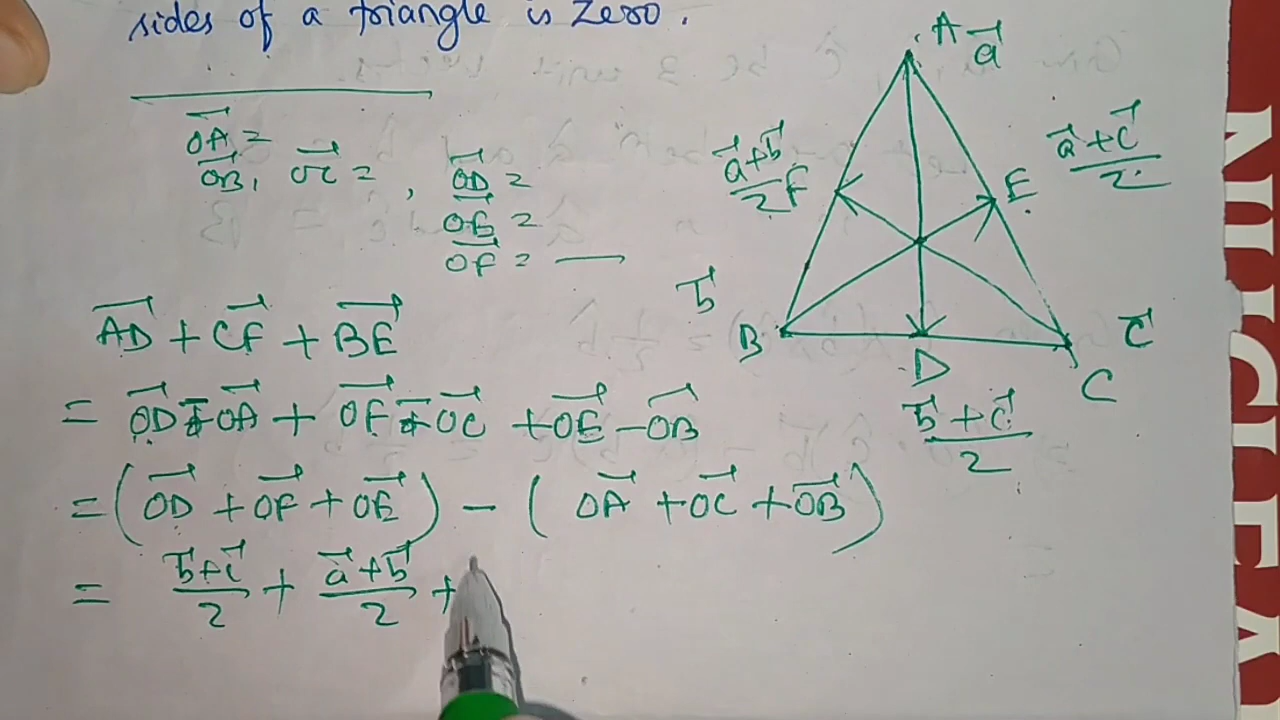 sides of a triangle is zero.
A a⃗
OA⃗ =
OB⃗, OC⃗ = , OD⃗ =
OE⃗ =
OF⃗ = —
(a⃗+b⃗)/2 F
E (a⃗+c⃗)/2
b⃗
B
D
C
c⃗
(b⃗+c⃗)/2
AD⃗ + CF⃗ + BE⃗
= OD⃗ - OA⃗ + OF⃗ - OC⃗ + OE⃗ - OB⃗
= (OD⃗ + OF⃗ + OE⃗) - (OA⃗ + OC⃗ + OB⃗)
= (b⃗+c⃗)/2 + (a⃗+b⃗)/2 +